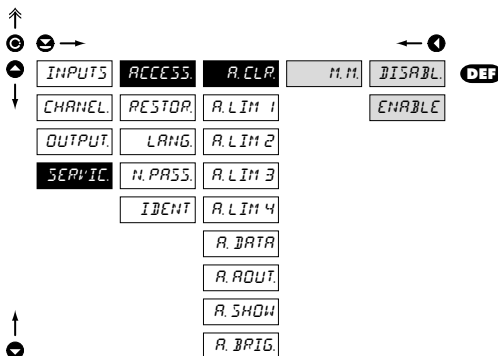 C
INPUTS ACCESS. A. CLR. M. M. DISABL. DEF
CHANEL. RESTOR. A. LIM 1 ENABLE
OUTPUT. LANG. A. LIM 2
SERVIC. N. PASS. A. LIM 3
IDENT A. LIM 4
A. DATA
A. AOUT.
A. SHOW
A. BRIG.